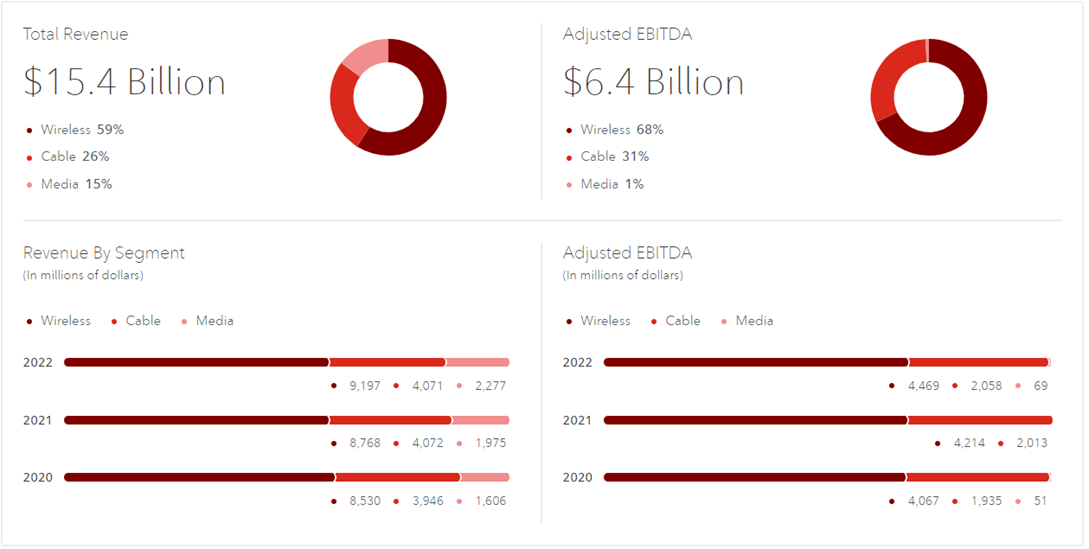 Total Revenue
$15.4 Billion
Wireless 59%
Cable 26%
Media 15%
Adjusted EBITDA
$6.4 Billion
Wireless 68%
Cable 31%
Media 1%
Revenue By Segment
(In millions of dollars)
Wireless Cable Media
2022
9,197 4,071 2,277
2021
8,768 4,072 1,975
2020
8,530 3,946 1,606
Adjusted EBITDA
(In millions of dollars)
Wireless Cable Media
2022
4,469 2,058 69
2021
4,214 2,013
2020
4,067 1,935 51